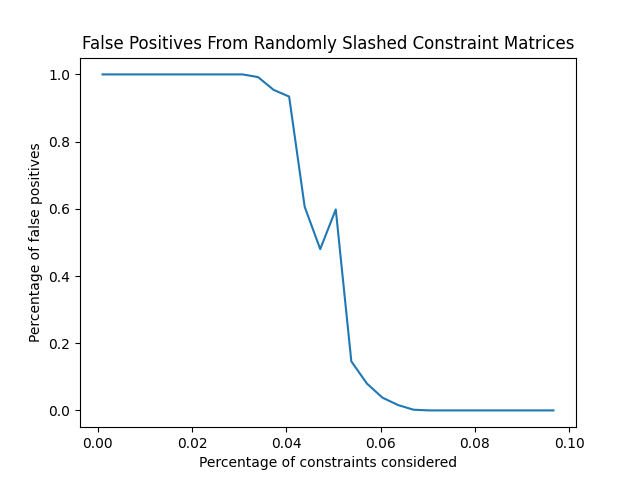 False Positives From Randomly Slashed Constraint Matrices
1.0
0.8
0.6
0.4
0.2
0.0
Percentage of false positives
0.00 0.02 0.04 0.06 0.08 0.10
Percentage of constraints considered